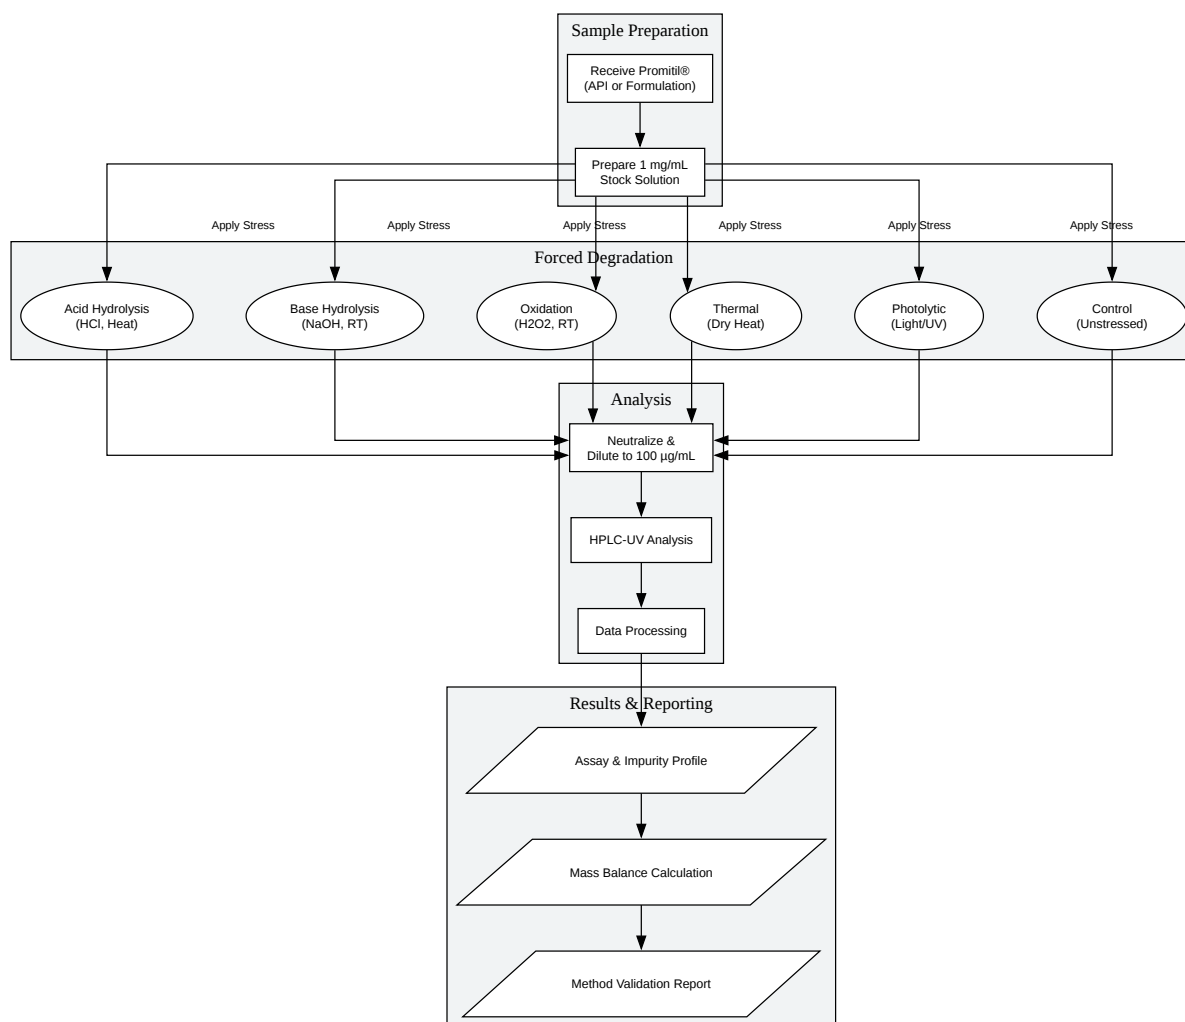 Sample Preparation
Receive Promitil®
(API or Formulation)
Prepare 1 mg/mL
Stock Solution
Apply Stress
Apply Stress
Apply Stress
Apply Stress
Apply Stress
Apply Stress
Forced Degradation
Acid Hydrolysis
(HCl, Heat)
Base Hydrolysis
(NaOH, RT)
Oxidation
(H2O2, RT)
Thermal
(Dry Heat)
Photolytic
(Light/UV)
Control
(Unstressed)
Analysis
Neutralize &
Dilute to 100 µg/mL
HPLC-UV Analysis
Data Processing
Results & Reporting
Assay & Impurity Profile
Mass Balance Calculation
Method Validation Report